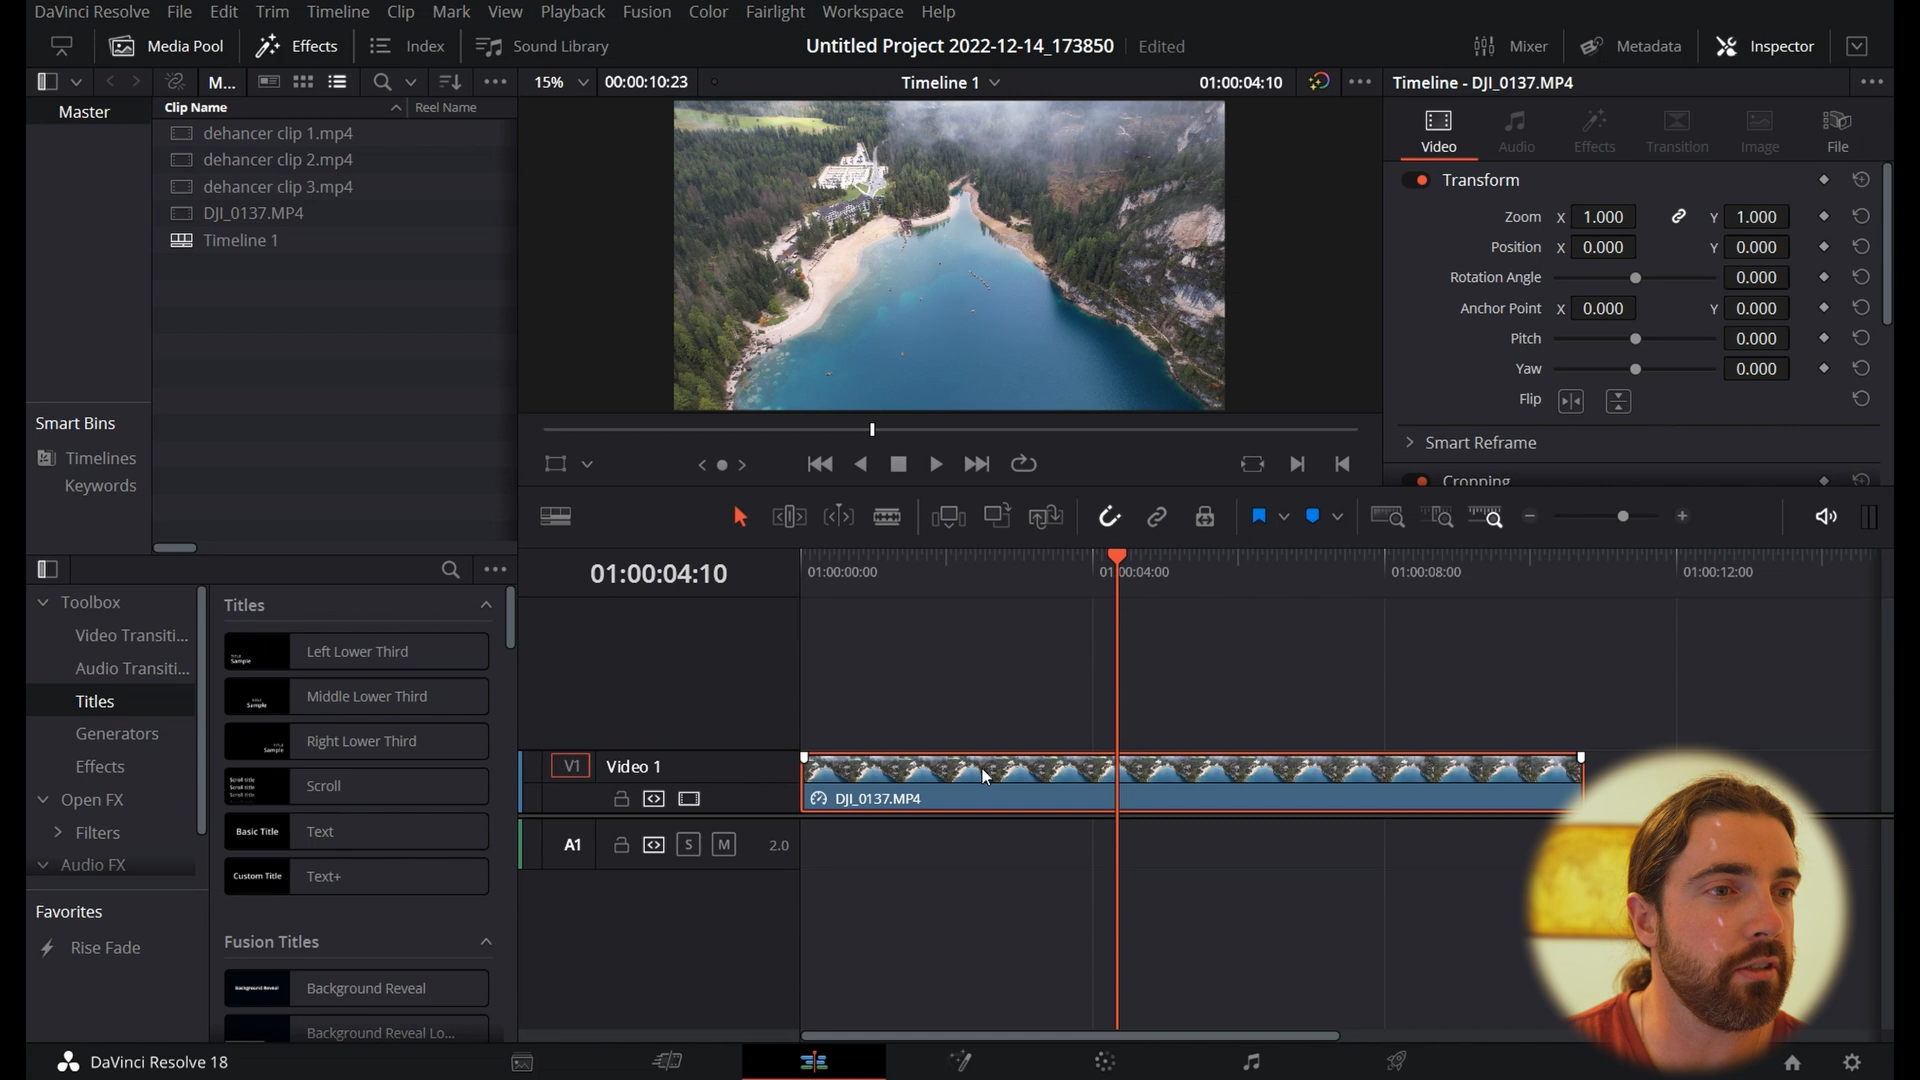 DaVinci Resolve File Edit Trim Timeline Clip Mark View Playback Fusion Color Fairlight Workspace Help
Media Pool Effects Index Sound Library Untitled Project 2022-12-14_173850 Edited Mixer Metadata Inspector
M... 15% 00:00:10:23 Timeline 1 01:00:04:10 Timeline - DJI_0137.MP4
Master Clip Name Reel Name
dehancer clip 1.mp4
dehancer clip 2.mp4
dehancer clip 3.mp4
DJI_0137.MP4
Timeline 1
Video Audio Effects Transition Image File
Transform
Zoom X 1.000 Y 1.000
Position X 0.000 Y 0.000
Rotation Angle 0.000
Anchor Point X 0.000 Y 0.000
Pitch 0.000
Yaw 0.000
Flip
Smart Reframe
Cropping
Smart Bins
Timelines
Keywords
01:00:04:10 01:00:00:00 01:00:04:00 01:00:08:00 01:00:12:00
Toolbox
Video Transiti...
Audio Transiti...
Titles
Generators
Effects
Open FX
Filters
Audio FX
Favorites
Rise Fade
Titles
Left Lower Third
Middle Lower Third
Right Lower Third
Scroll
Basic Title Text
Custom Title Text+
Fusion Titles
Background Reveal Background Reveal
Background Reveal Lo...
V1 Video 1
DJI_0137.MP4
A1 S M 2.0
DaVinci Resolve 18